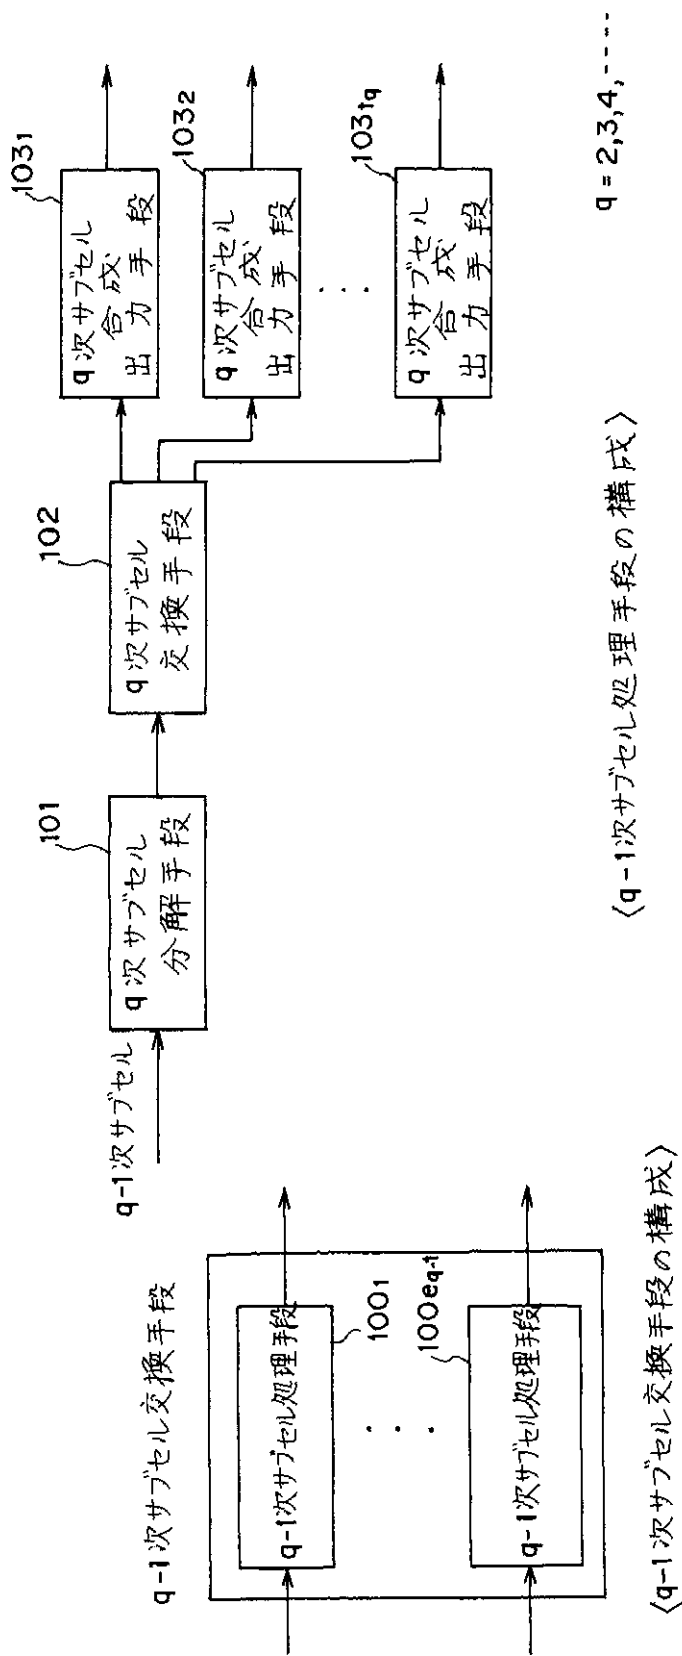 q-1次サブセル交換手段
q-1次サブセル処理手段
100₁
. . .
100eq-1
q-1次サブセル処理手段
〈q-1次サブセル交換手段の構成〉
q-1次サブセル
101
q次サブセル
分解手段
102
q次サブセル
交換手段
103₁
q次サブセル
合成
出力手段
103₂
q次サブセル
合成
出力手段
. . .
103tq
q次サブセル
合成
出力手段
〈q-1次サブセル処理手段の構成〉
q = 2,3,4,----